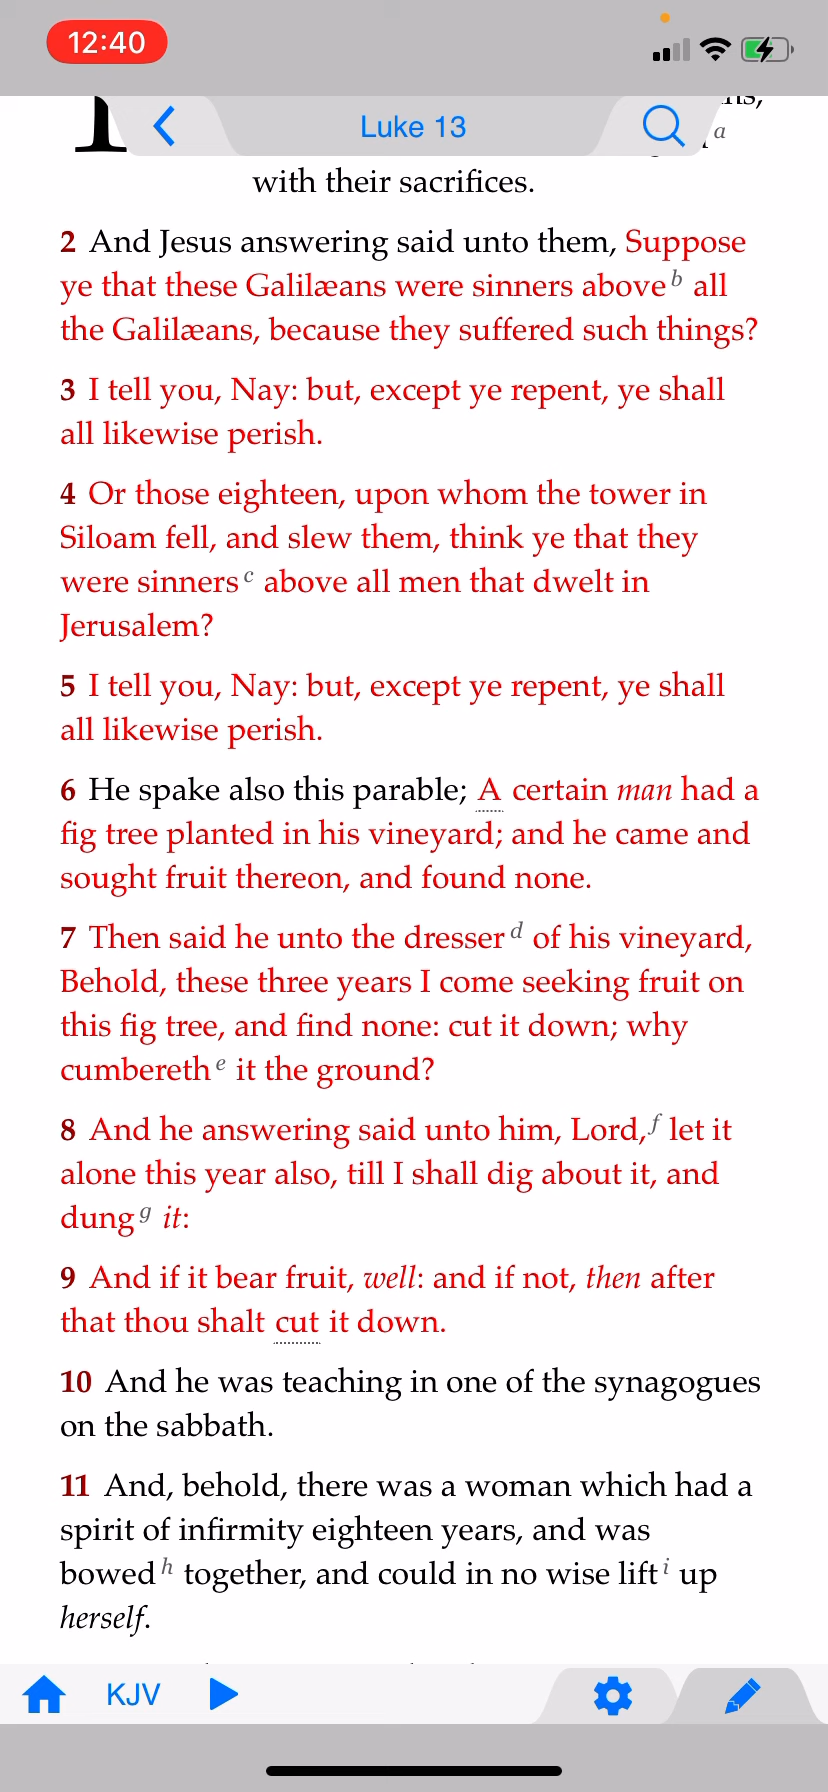 12:40
Luke 13
a
with their sacrifices.
2 And Jesus answering said unto them, Suppose
ye that these Galilæans were sinners above b all
the Galilæans, because they suffered such things?
3 I tell you, Nay: but, except ye repent, ye shall
all likewise perish.
4 Or those eighteen, upon whom the tower in
Siloam fell, and slew them, think ye that they
were sinners c above all men that dwelt in
Jerusalem?
5 I tell you, Nay: but, except ye repent, ye shall
all likewise perish.
6 He spake also this parable; A certain man had a
fig tree planted in his vineyard; and he came and
sought fruit thereon, and found none.
7 Then said he unto the dresser d of his vineyard,
Behold, these three years I come seeking fruit on
this fig tree, and find none: cut it down; why
cumbereth e it the ground?
8 And he answering said unto him, Lord, f let it
alone this year also, till I shall dig about it, and
dung g it:
9 And if it bear fruit, well: and if not, then after
that thou shalt cut it down.
10 And he was teaching in one of the synagogues
on the sabbath.
11 And, behold, there was a woman which had a
spirit of infirmity eighteen years, and was
bowed h together, and could in no wise lift i up
herself.
KJV